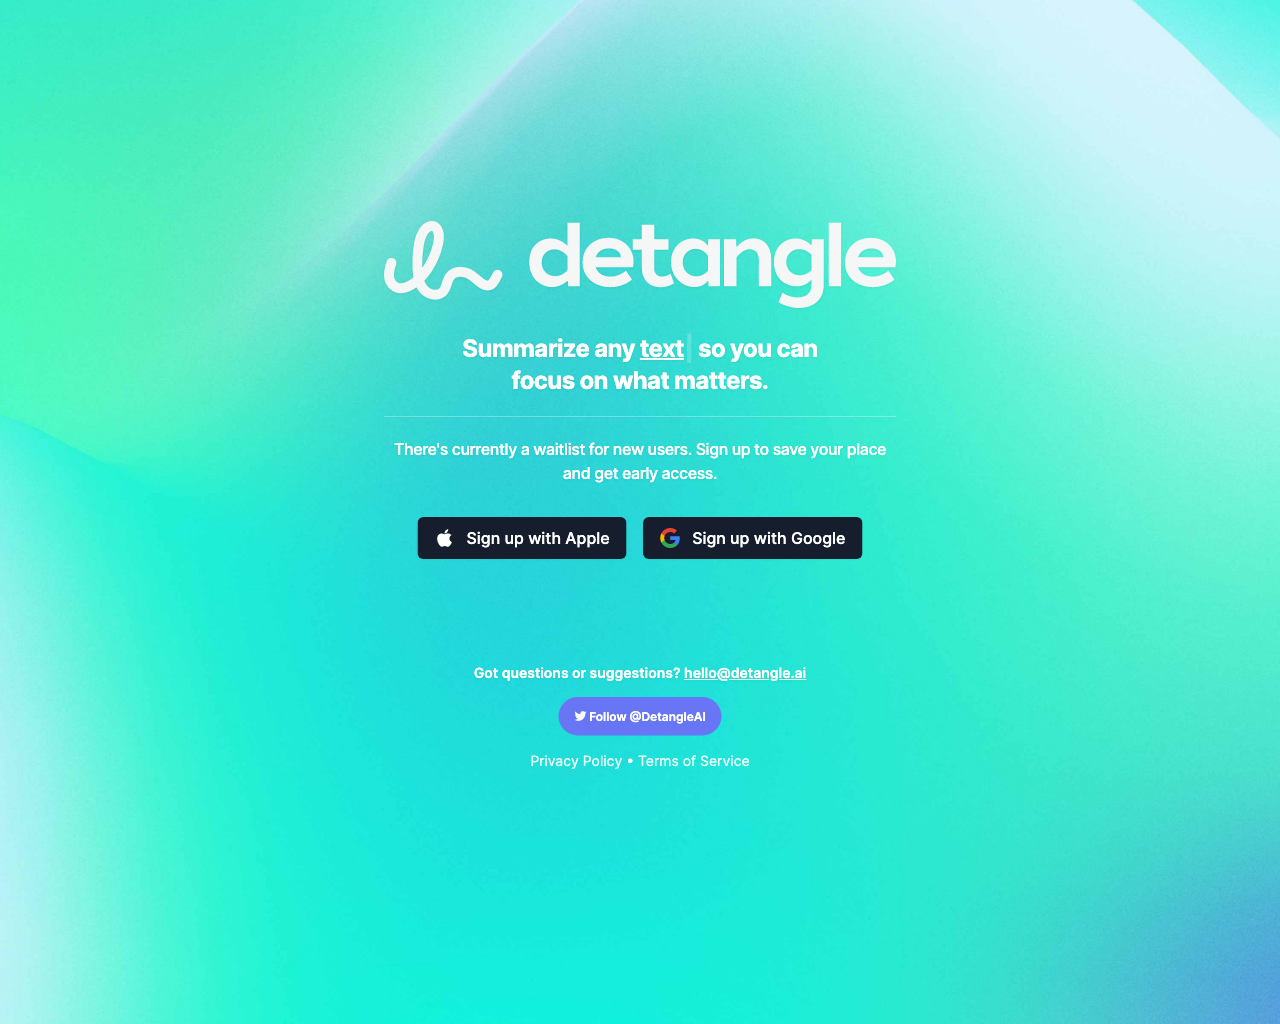 detangle
Summarize any text so you can
focus on what matters.
There's currently a waitlist for new users. Sign up to save your place
and get early access.
Sign up with Apple
Sign up with Google
Got questions or suggestions? hello@detangle.ai
Follow @DetangleAI
Privacy Policy • Terms of Service